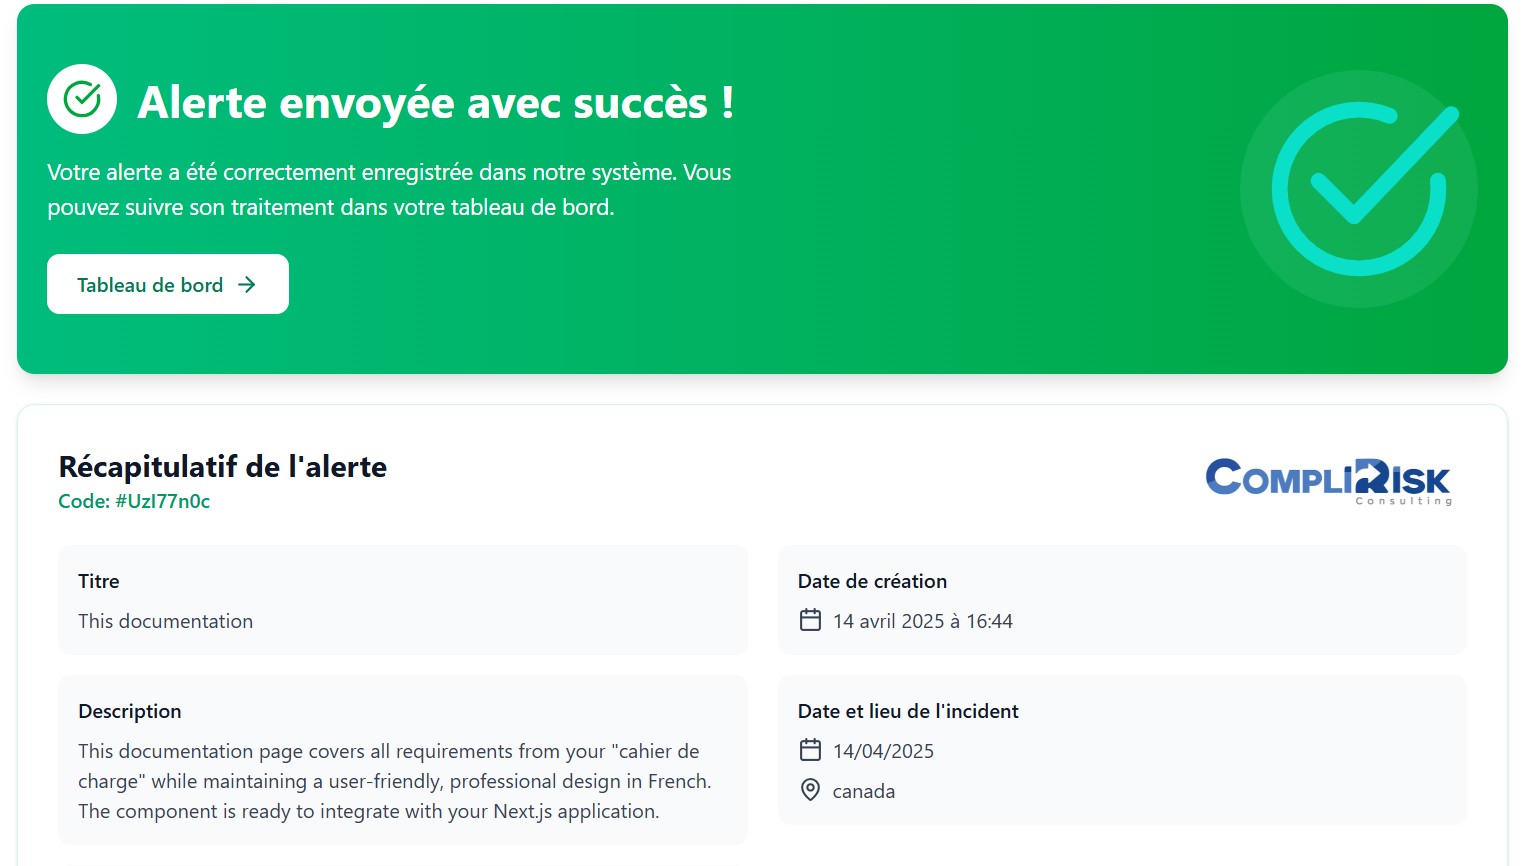 Alerte envoyée avec succès !
Votre alerte a été correctement enregistrée dans notre système. Vous
pouvez suivre son traitement dans votre tableau de bord.
Tableau de bord
Récapitulatif de l'alerte
Code: #UzI77n0c
COMPLIRISK
Consulting
Titre
This documentation
Date de création
14 avril 2025 à 16:44
Description
This documentation page covers all requirements from your "cahier de
charge" while maintaining a user-friendly, professional design in French.
The component is ready to integrate with your Next.js application.
Date et lieu de l'incident
14/04/2025
canada